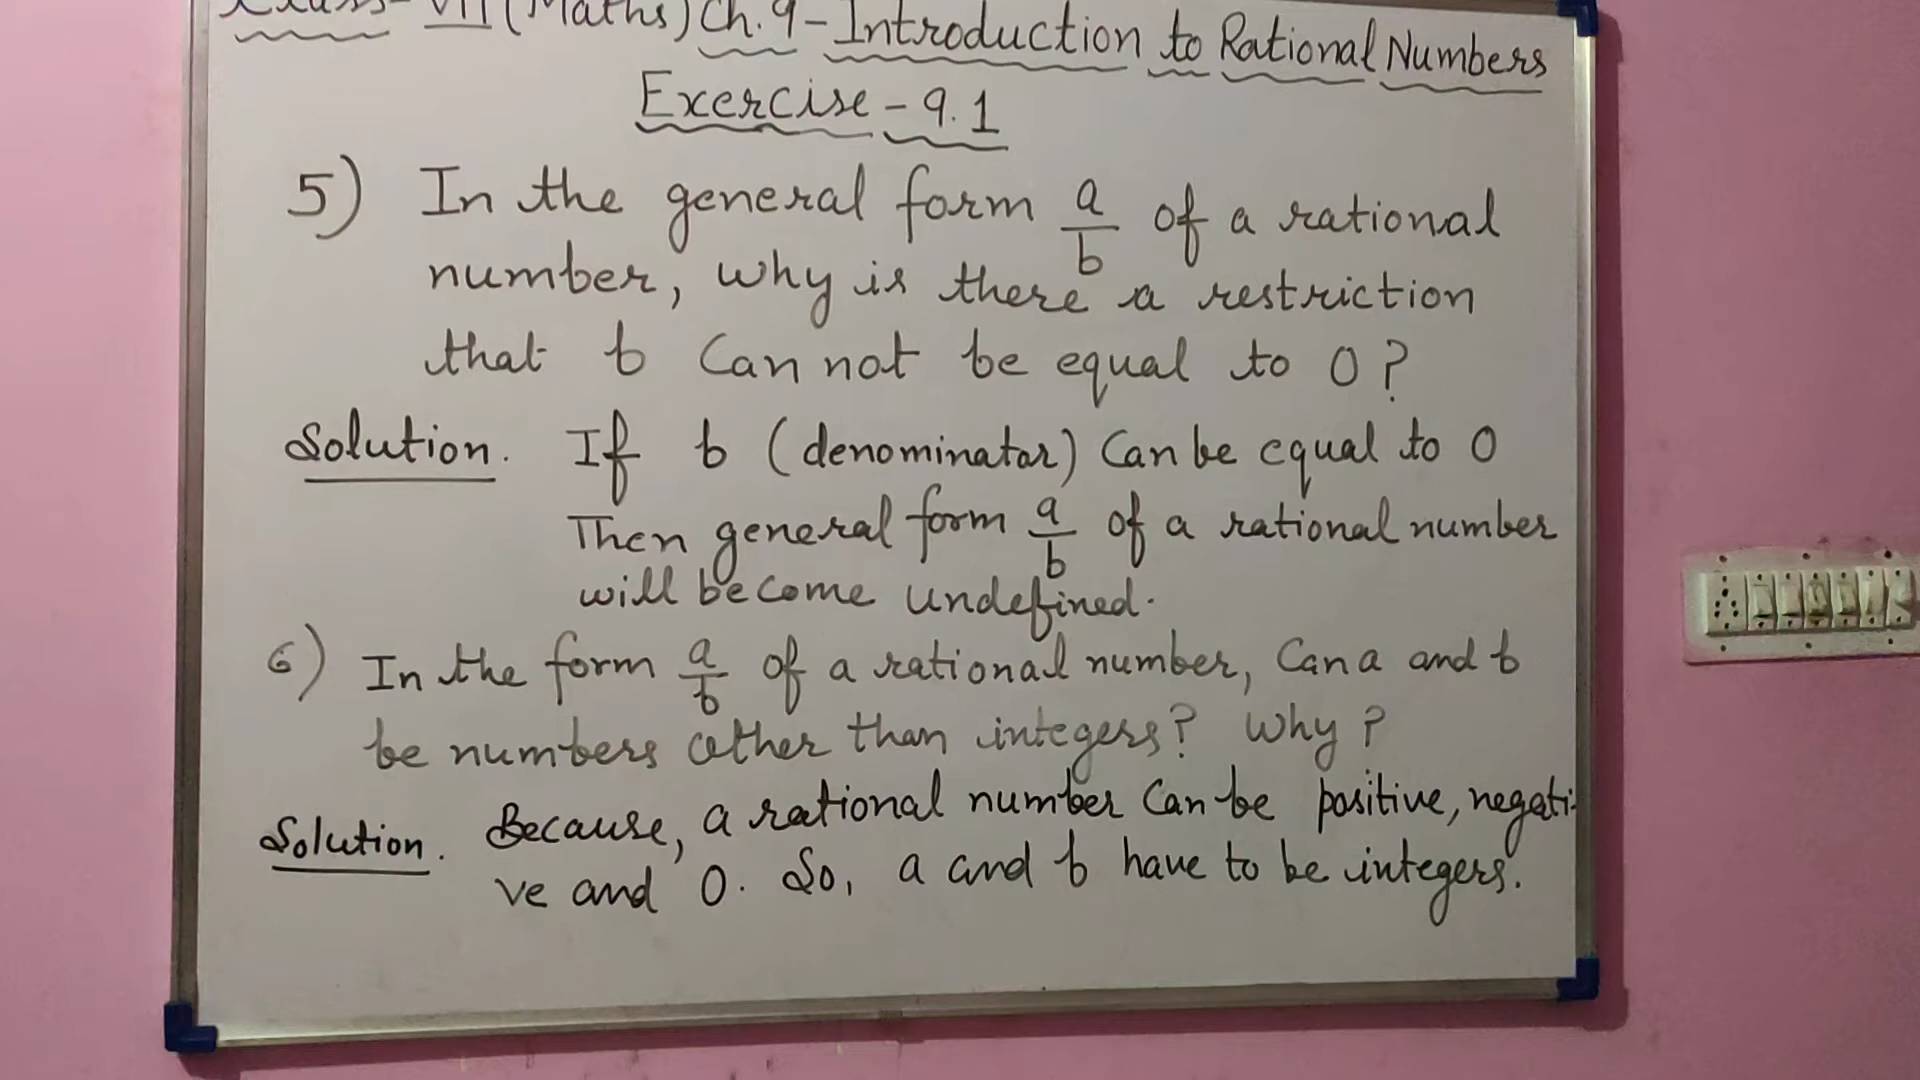 Class- VII (Maths) Ch. 9 - Introduction to Rational Numbers
Exercise - 9.1
5) In the general form a/b of a rational
number, why is there a restriction
that b Can not be equal to 0?
Solution. If b (denominator) Can be equal to 0
Then general form a/b of a rational number
will become undefined.
6) In the form a/b of a rational number, Can a and b
be numbers other than integers? Why?
Solution. Because, a rational number Can be positive, negati-
ve and 0. So, a and b have to be integers.